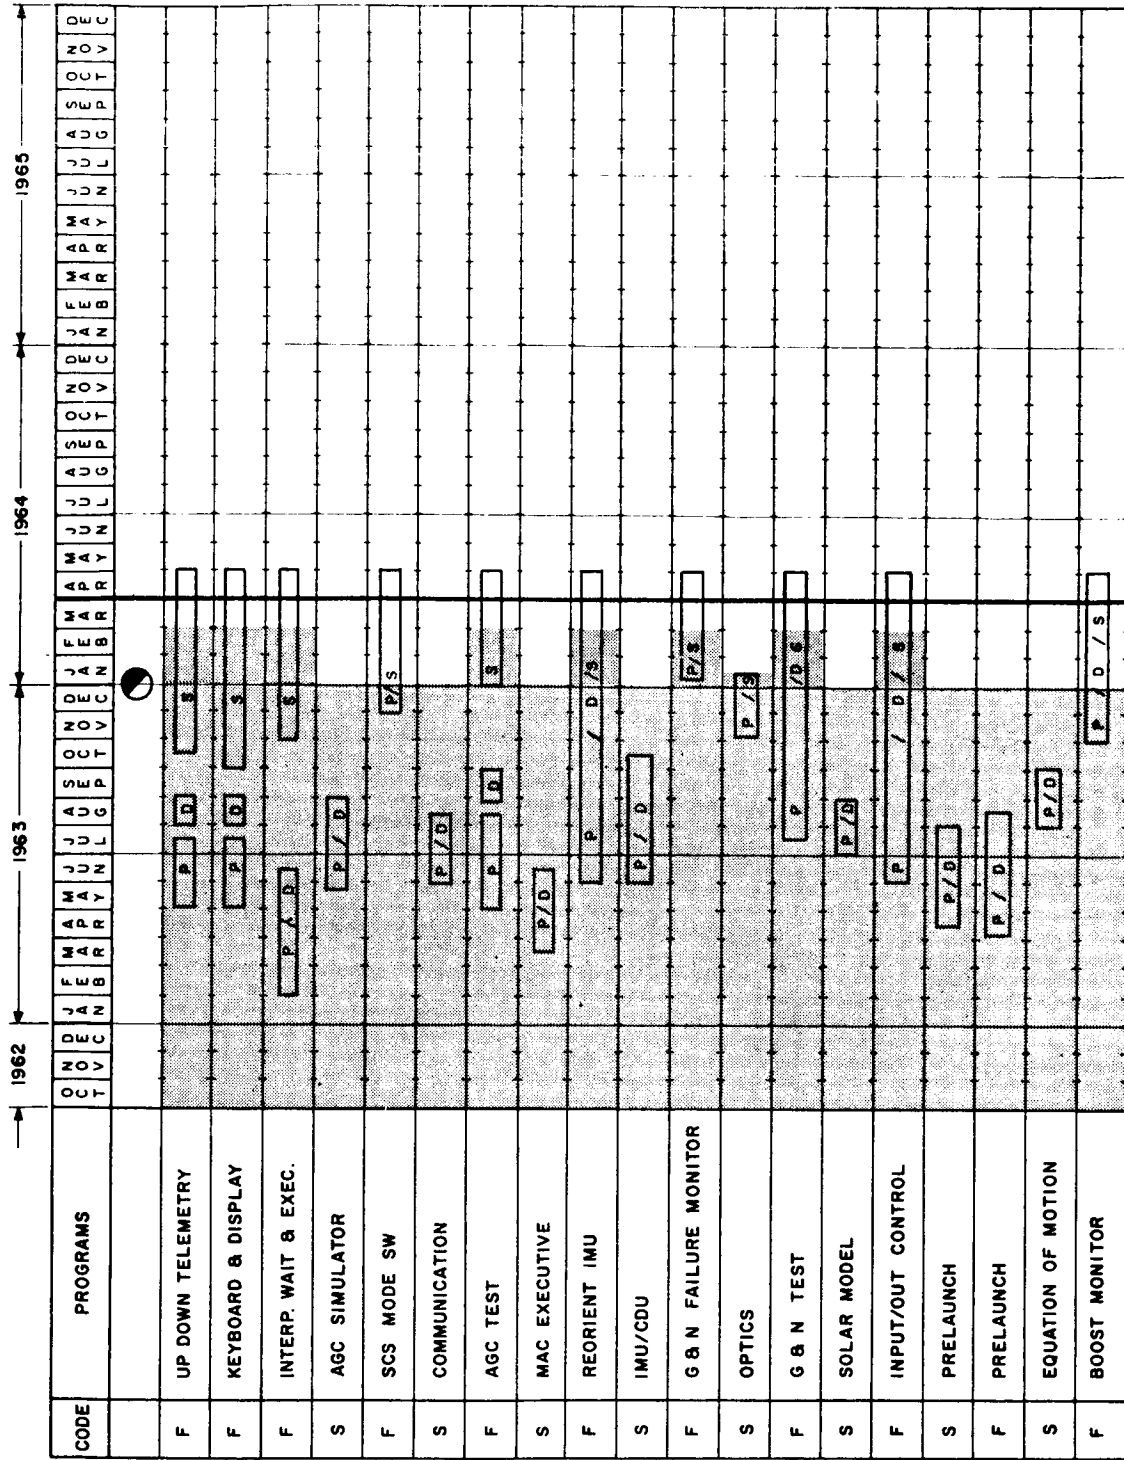 CODE PROGRAMS 1962 1963 1964 1965
OCT NOV DEC JAN FEB MAR APR MAY JUN JUL AUG SEPT OCT NOV DEC JAN FEB MAR APR MAY JUN JUL AUG SEPT OCT NOV DEC JAN FEB MAR APR MAY JUN JUL AUG SEPT OCT NOV DEC
F UP DOWN TELEMETRY P D S
F KEYBOARD & DISPLAY P D S
F INTERP. WAIT & EXEC. P / D S
S AGC SIMULATOR P / D
F SCS MODE SW P/S
S COMMUNICATION P / D
F AGC TEST P D S
S MAC EXECUTIVE P/D
F REORIENT IMU P / D /S
S IMU/CDU P / D
F G & N FAILURE MONITOR P/S
S OPTICS P /S
F G & N TEST P /D S
S SOLAR MODEL P/D
F INPUT/OUT CONTROL P / D / S
S PRELAUNCH P/D
F PRELAUNCH P / D
S EQUATION OF MOTION P/D
F BOOST MONITOR P / D / S